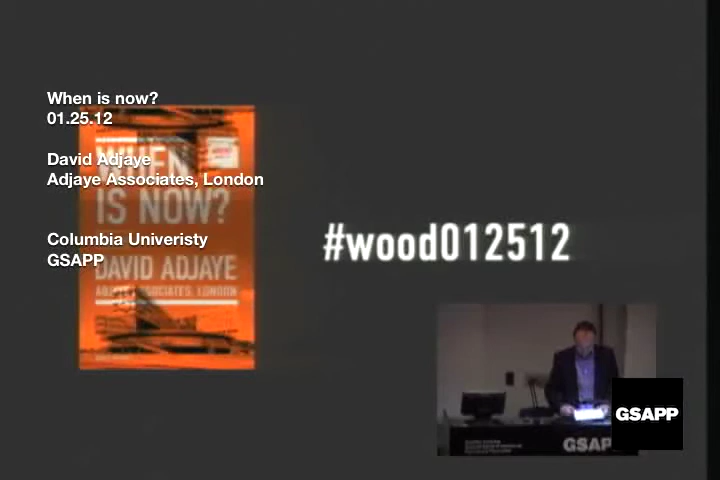 When is now?
01.25.12
David Adjaye
Adjaye Associates, London
Columbia Univeristy
GSAPP
WHEN
IS NOW?
DAVID ADJAYE
ADJAYE ASSOCIATES, LONDON
#wood012512
GSAPP
GSAPP